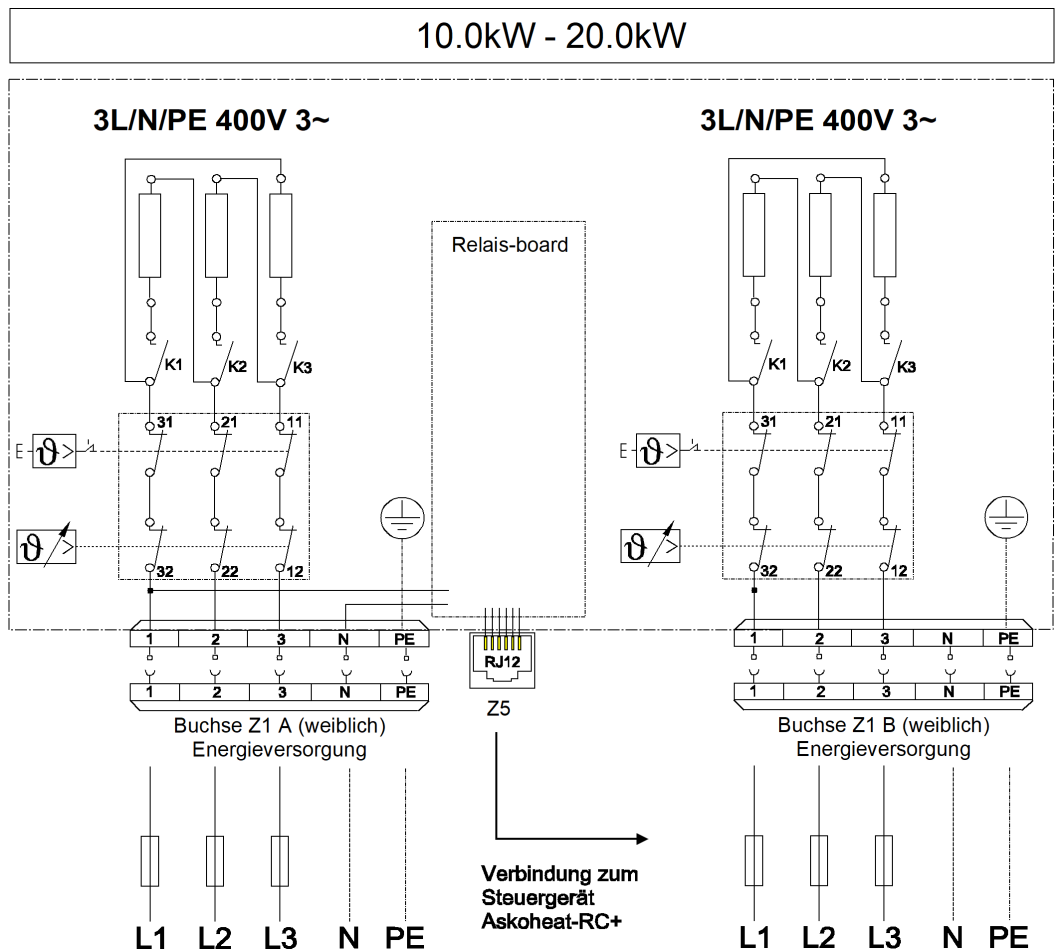 10.0kW - 20.0kW
3L/N/PE 400V 3~
3L/N/PE 400V 3~
Relais-board
K1 K2 K3
K1 K2 K3
31 21 11
31 21 11
E ϑ >
E ϑ >
ϑ >
ϑ >
32 22 12
32 22 12
1 2 3 N PE
1 2 3 N PE
RJ12
1 2 3 N PE
1 2 3 N PE
Z5
Buchse Z1 A (weiblich)
Energieversorgung
Buchse Z1 B (weiblich)
Energieversorgung
Verbindung zum
Steuergerät
Askoheat-RC+
L1 L2 L3 N PE
L1 L2 L3 N PE